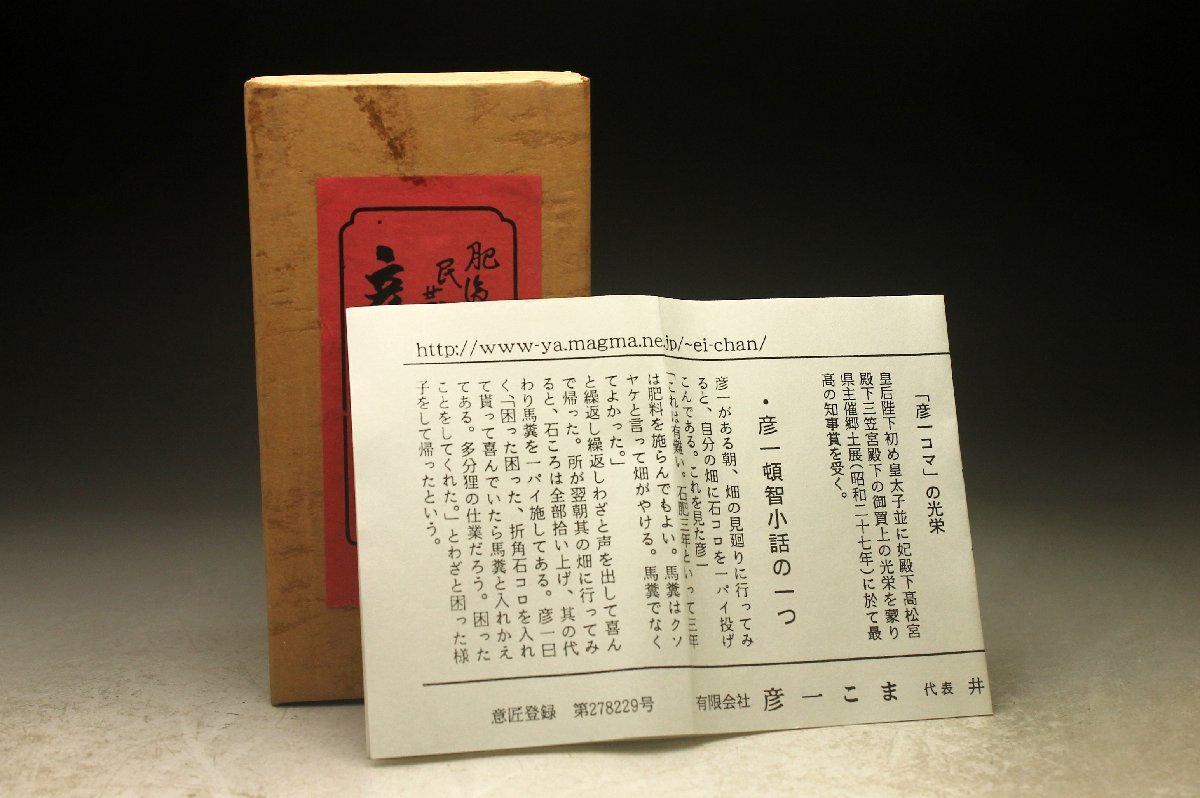 肥後
民芸
彦
http://www-ya.magma.ne.jp/~ei-chan/
「彦一コマ」の光栄
皇后陛下初め皇太子並に妃殿下高松宮
殿下三笠宮殿下の御買上の光栄を蒙り
県主催郷土展(昭和二十七年)に於て最
高の知事賞を受く。
・彦一頓智小話の一つ
彦一がある朝、畑の見廻りに行ってみ
ると、自分の畑に石コロを一パイ投げ
こんである。これを見た彦一
「これは有難い。石肥三年といって三年
は肥料を施らんでもよい。馬糞はクソ
ヤケと言って畑がやける。馬糞でなく
てよかった。」
と繰返し繰返しわざと声を出して喜ん
で帰った。所が翌朝其の畑に行ってみ
ると、石ころは全部拾い上げ、其の代
わり馬糞を一パイ施してある。彦一曰
く、「困った困った、折角石コロを入れ
て貰って喜んでいたら馬糞と入れかえ
てある。多分狸の仕業だろう。困った
ことをしてくれた。」とわざと困った様
子をして帰ったという。
意匠登録 第278229号 有限会社 彦一こま 代表 井